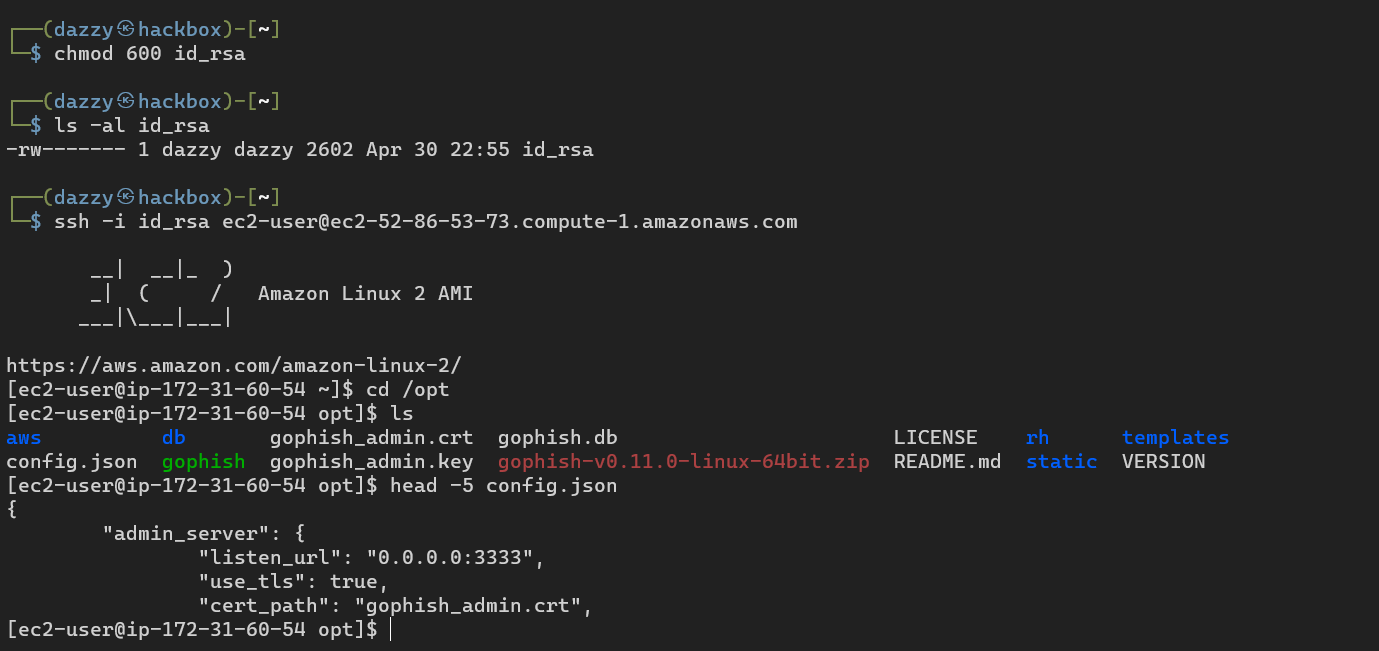 ┌──(dazzy㉿hackbox)-[~]
└─$ chmod 600 id_rsa

┌──(dazzy㉿hackbox)-[~]
└─$ ls -al id_rsa
-rw------- 1 dazzy dazzy 2602 Apr 30 22:55 id_rsa

┌──(dazzy㉿hackbox)-[~]
└─$ ssh -i id_rsa ec2-user@ec2-52-86-53-73.compute-1.amazonaws.com

       __|  __|_  )
       _|  (     /   Amazon Linux 2 AMI
      ___|\___|___|

https://aws.amazon.com/amazon-linux-2/
[ec2-user@ip-172-31-60-54 ~]$ cd /opt
[ec2-user@ip-172-31-60-54 opt]$ ls
aws          db       gophish_admin.crt  gophish.db                       LICENSE    rh      templates
config.json  gophish  gophish_admin.key  gophish-v0.11.0-linux-64bit.zip  README.md  static  VERSION
[ec2-user@ip-172-31-60-54 opt]$ head -5 config.json
{
        "admin_server": {
                "listen_url": "0.0.0.0:3333",
                "use_tls": true,
                "cert_path": "gophish_admin.crt",
[ec2-user@ip-172-31-60-54 opt]$